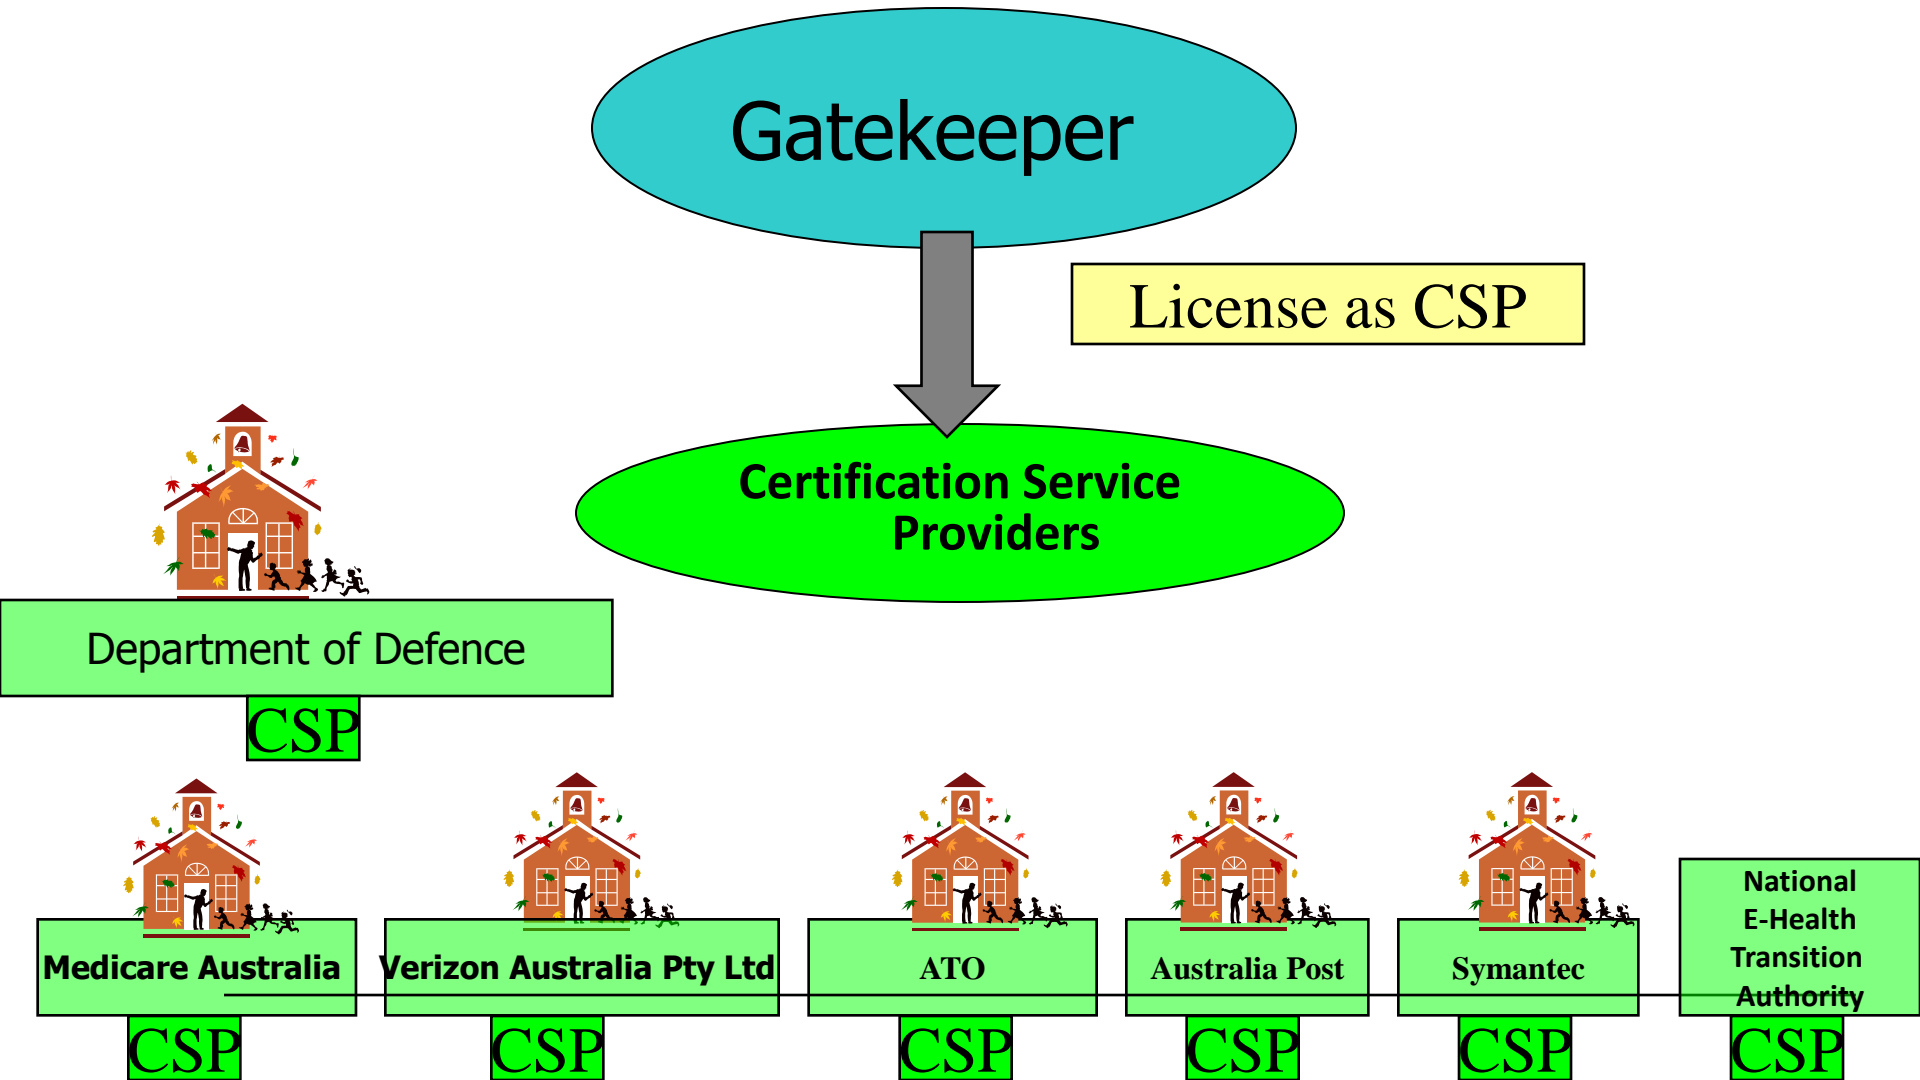 Gatekeeper
License as CSP
Certification Service
Providers
Department of Defence
CSP
Medicare Australia
CSP
Verizon Australia Pty Ltd
CSP
ATO
CSP
Australia Post
CSP
Symantec
CSP
National
E-Health
Transition
Authority
CSP